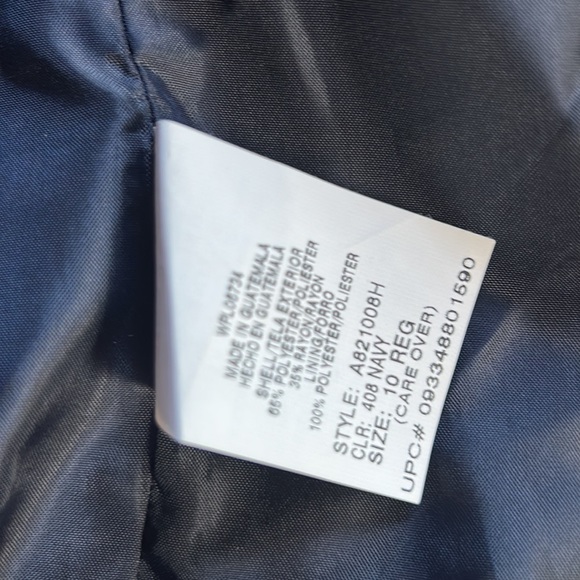 WPL08734
MADE IN GUATEMALA
HECHO EN GUATEMALA
SHELL/TELA EXTERIOR
65% POLYESTER/POLIESTER
35% RAYON/RAYON
LINING/FORRO
100% POLYESTER/POLIESTER
STYLE: A821008H
CLR: 408 NAVY
SIZE: 10 REG
(CARE OVER)
UPC# 093348801590